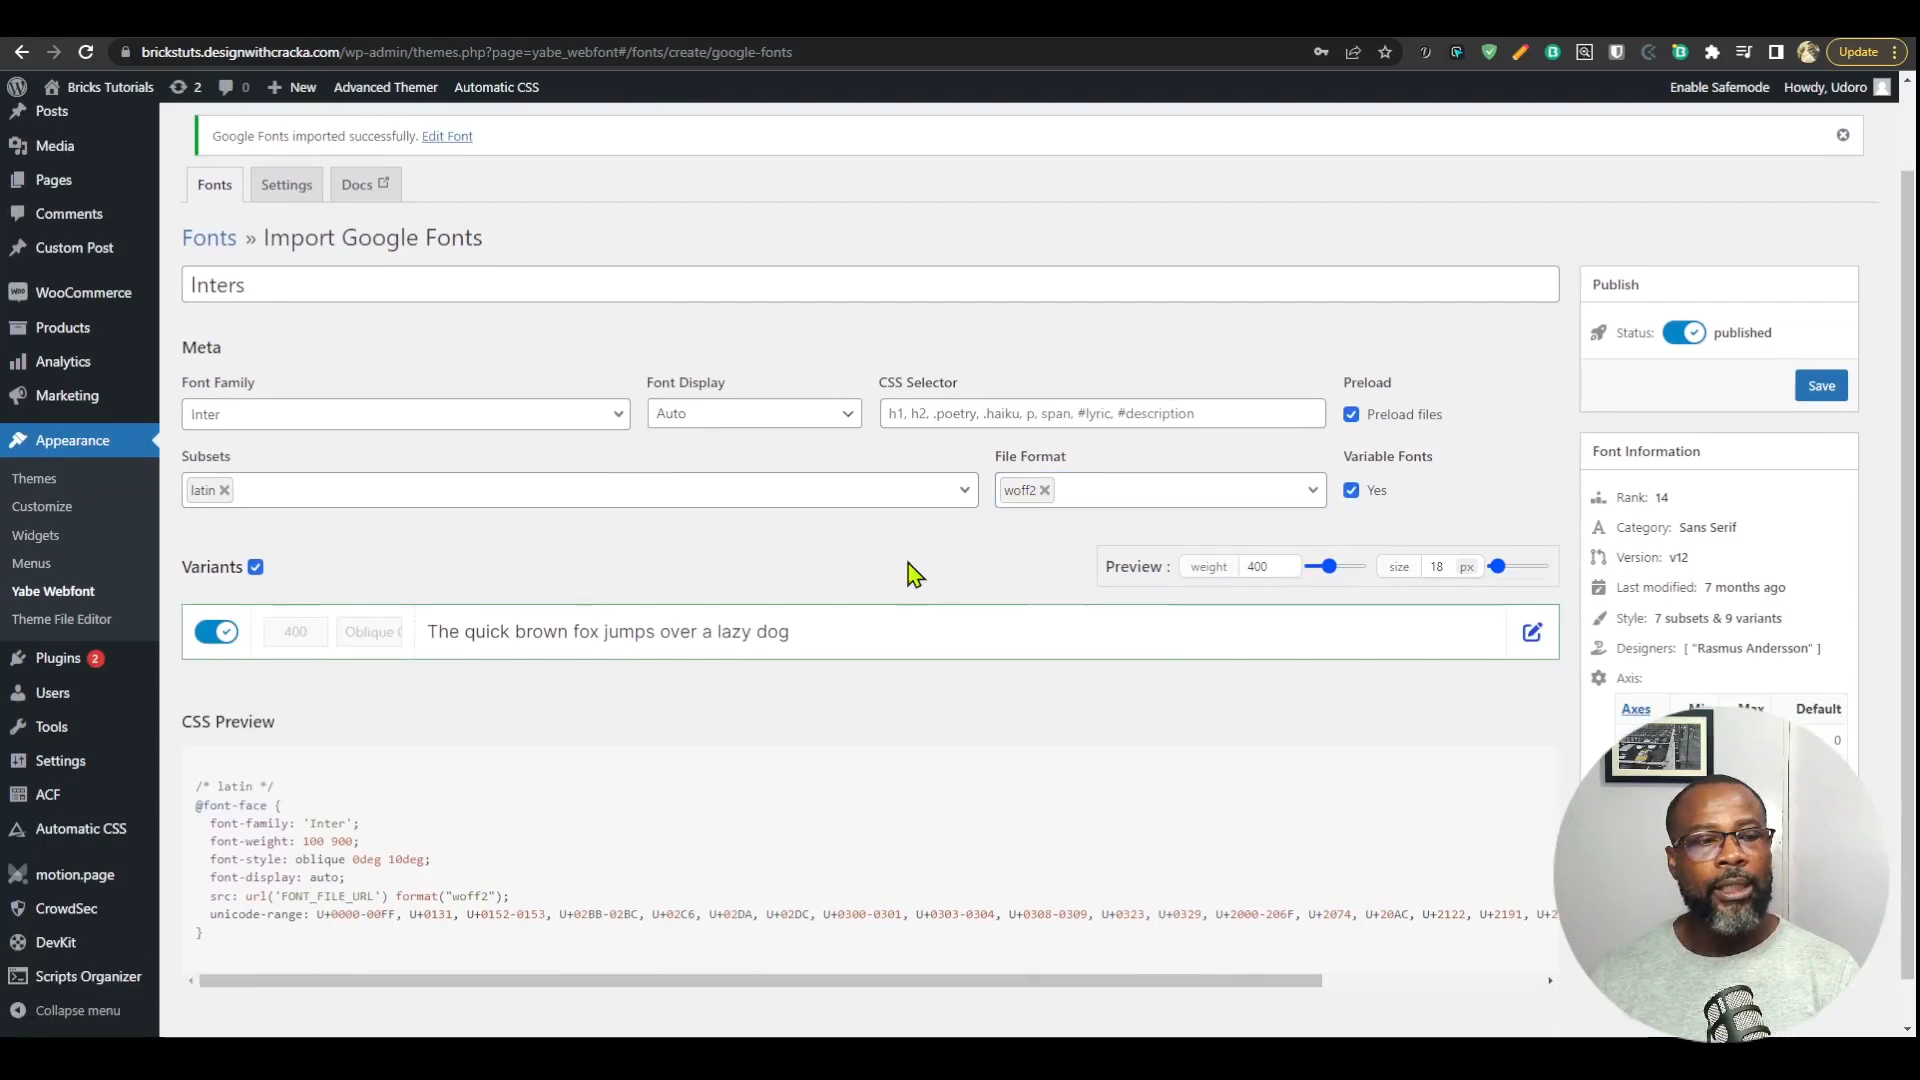 brickstuts.designwithcracka.com/wp-admin/themes.php?page=yabe_webfont#/fonts/create/google-fonts
Update
Bricks Tutorials
2
0
New
Advanced Themer
Automatic CSS
Enable Safemode
Howdy, Udoro
Posts
Media
Pages
Comments
Custom Post
WooCommerce
Products
Analytics
Marketing
Appearance
Themes
Customize
Widgets
Menus
Yabe Webfont
Theme File Editor
Plugins 2
Users
Tools
Settings
ACF
Automatic CSS
motion.page
CrowdSec
DevKit
Scripts Organizer
Collapse menu
Google Fonts imported successfully. Edit Font
Fonts
Settings
Docs
Fonts » Import Google Fonts
Inters
Meta
Font Family
Font Display
CSS Selector
Preload
Inter
Auto
h1, h2, .poetry, .haiku, p, span, #lyric, #description
Preload files
Subsets
File Format
Variable Fonts
latin
woff2
Yes
Variants
Preview :
weight
400
size
18
px
400
Oblique
The quick brown fox jumps over a lazy dog
CSS Preview
/* latin */
@font-face {
font-family: 'Inter';
font-weight: 100 900;
font-style: oblique 0deg 10deg;
font-display: auto;
src: url('FONT_FILE_URL') format("woff2");
unicode-range: U+0000-00FF, U+0131, U+0152-0153, U+02BB-02BC, U+02C6, U+02DA, U+02DC, U+0300-0301, U+0303-0304, U+0308-0309, U+0323, U+0329, U+2000-206F, U+2074, U+20AC, U+2122, U+2191, U+2
}
Publish
Status:
published
Save
Font Information
Rank: 14
Category: Sans Serif
Version: v12
Last modified: 7 months ago
Style: 7 subsets & 9 variants
Designers: [ "Rasmus Andersson" ]
Axis:
Axes
Default
0